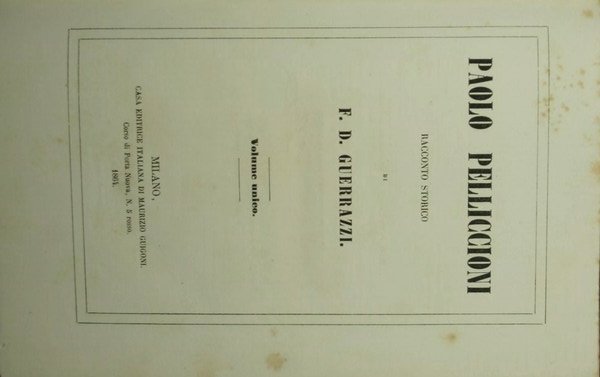 PAOLO PELLICCIONI
RACCONTO STORICO
DI
F. D. GUERRAZZI.
Volume unico.
MILANO,
CASA EDITRICE ITALIANA DI MAURIZIO GUIGONI.
Corso di Porta Nuova, N. 5 rosso.
1864.